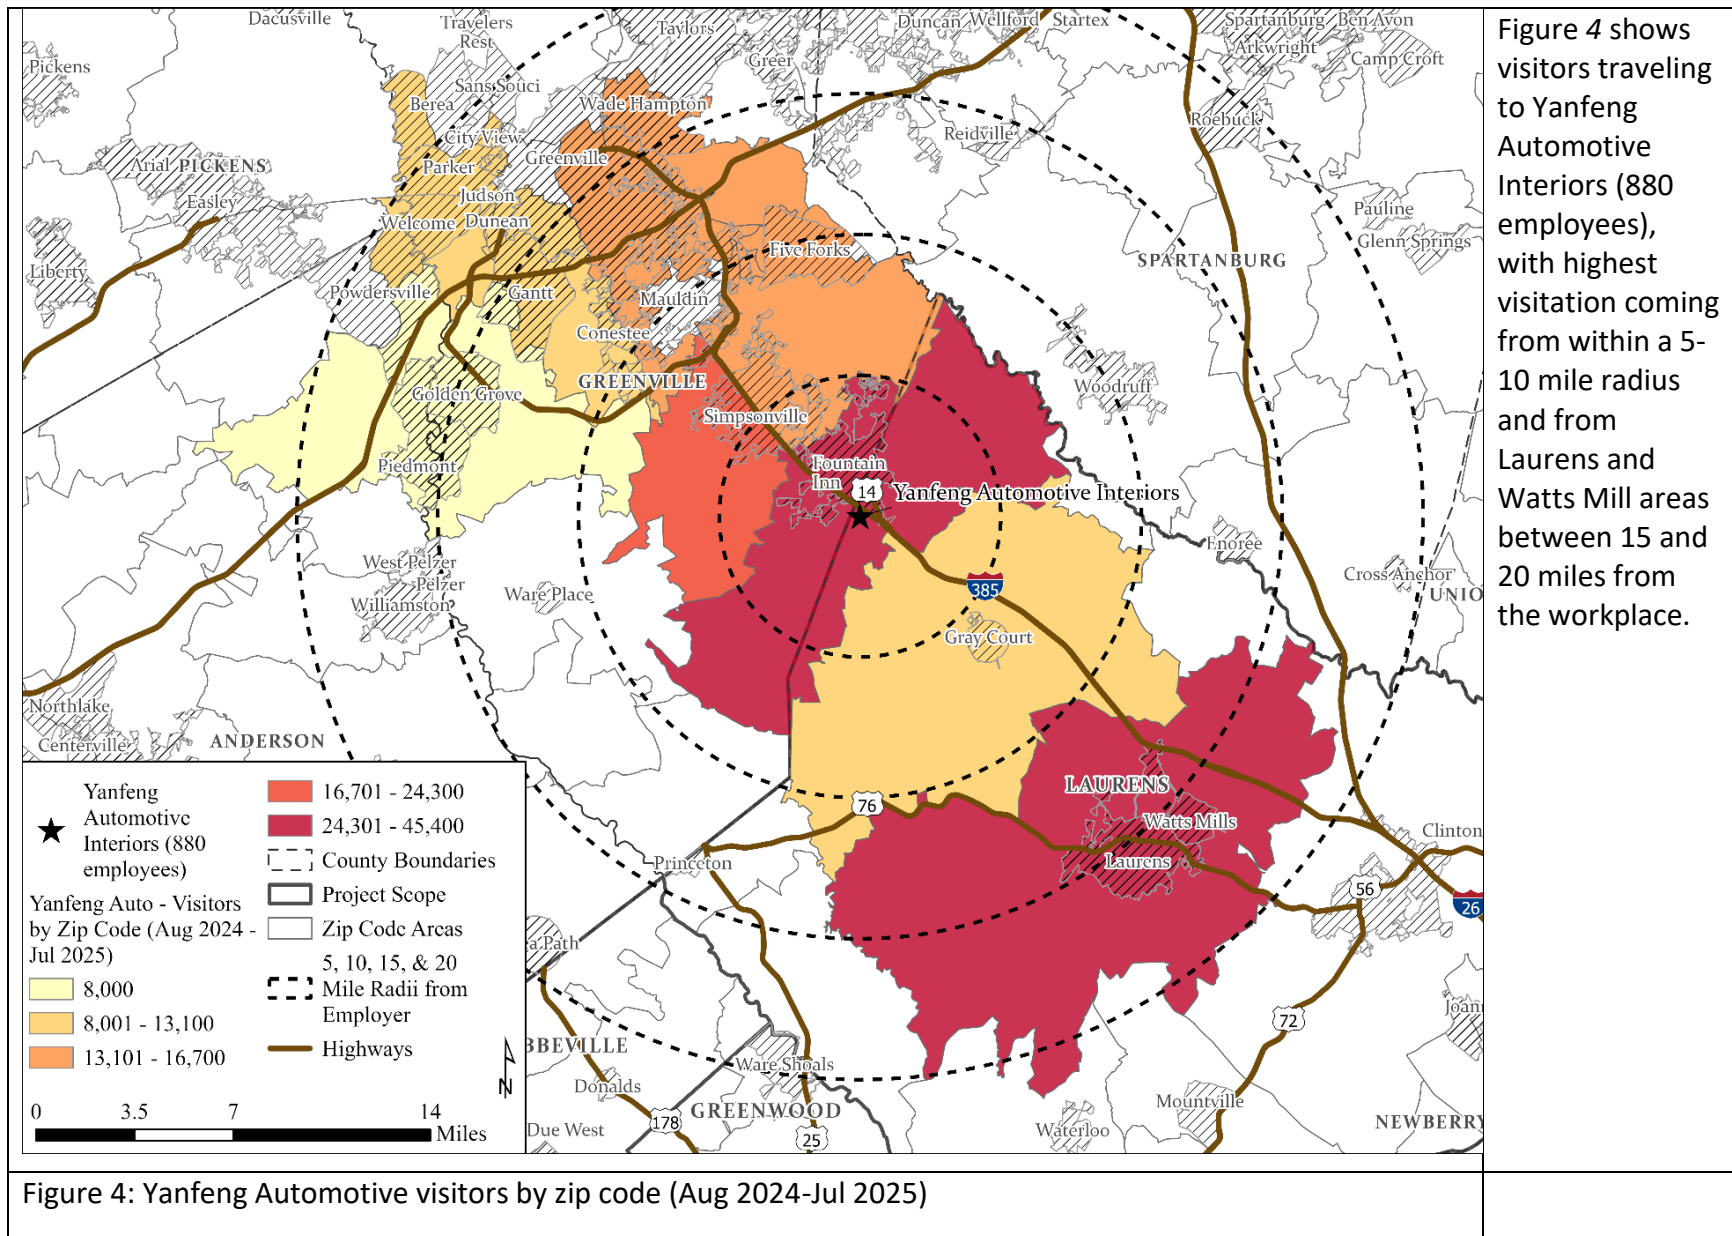 Dacusville
Travelers
Rest
Taylors
Duncan
Wellford
Startex
Spartanburg
Ben Avon
Arkwright
Camp Croft
Pickens
Greer
Sans Souci
Berea
Wade Hampton
Roebuck
City View
Reidville
Greenville
Arial
PICKENS
Parker
Judson
Easley
Pauline
Welcome
Dunean
Five Forks
Glenn Springs
Liberty
SPARTANBURG
Powdersville
Gantt
Mauldin
Conestee
GREENVILLE
Woodruff
Golden Grove
Simpsonville
Piedmont
Fountain
Inn
14
Yanfeng Automotive Interiors
Enoree
West Pelzer
Cross Anchor
Pelzer
385
Ware Place
UNIO
Williamston
Gray Court
Northlake
Centerville
ANDERSON
LAURENS
76
Watts Mills
Clinton
Princeton
Laurens
56
26
a Path
72
Joan
BBEVILLE
Ware Shoals
Donalds
GREENWOOD
Mountville
178
25
Due West
Waterloo
NEWBERRY
Yanfeng
Automotive
Interiors (880
employees)
Yanfeng Auto - Visitors
by Zip Code (Aug 2024 -
Jul 2025)
8,000
8,001 - 13,100
13,101 - 16,700
16,701 - 24,300
24,301 - 45,400
County Boundaries
Project Scope
Zip Code Areas
5, 10, 15, & 20
Mile Radii from
Employer
Highways
N
0 3.5 7 14
Miles
Figure 4 shows
visitors traveling
to Yanfeng
Automotive
Interiors (880
employees),
with highest
visitation coming
from within a 5-
10 mile radius
and from
Laurens and
Watts Mill areas
between 15 and
20 miles from
the workplace.
Figure 4: Yanfeng Automotive visitors by zip code (Aug 2024-Jul 2025)